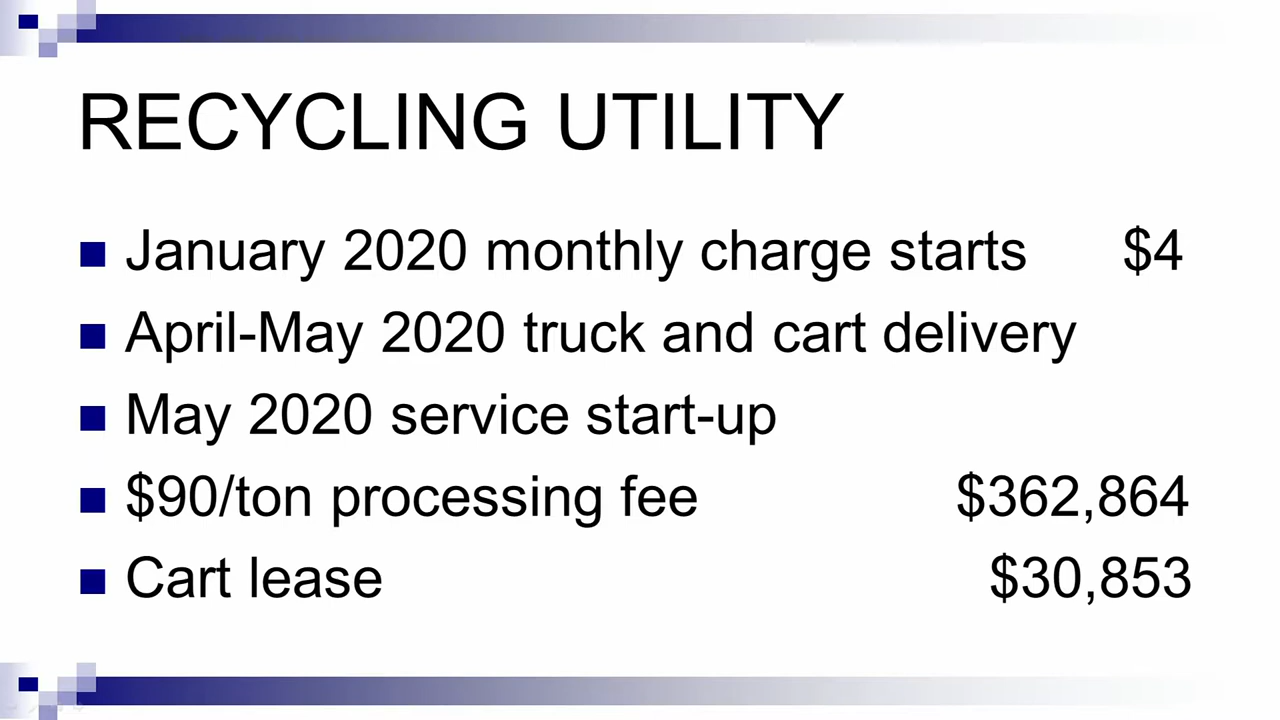 RECYCLING UTILITY
January 2020 monthly charge starts $4
April-May 2020 truck and cart delivery
May 2020 service start-up
$90/ton processing fee $362,864
Cart lease $30,853